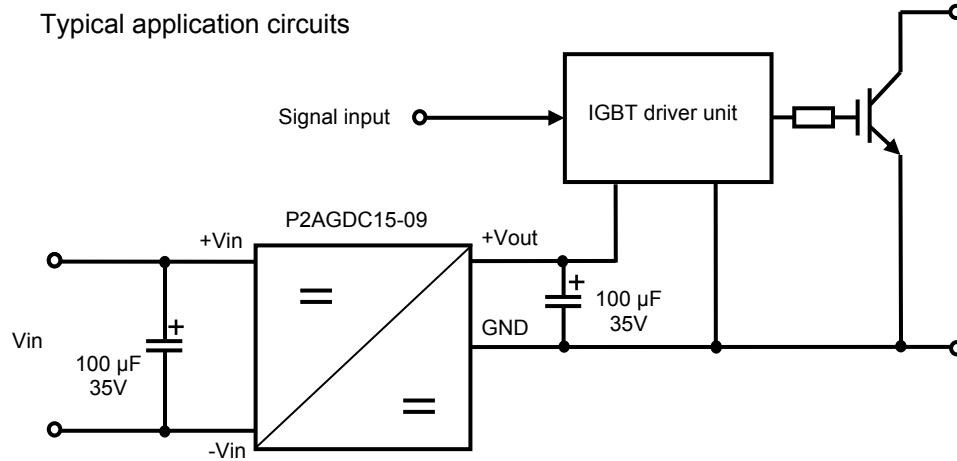 Typical application circuits
Signal input
IGBT driver unit
P2AGDC15-09
+Vin
+Vout
+
100 µF
35V
GND
Vin
+
100 µF
35V
-Vin